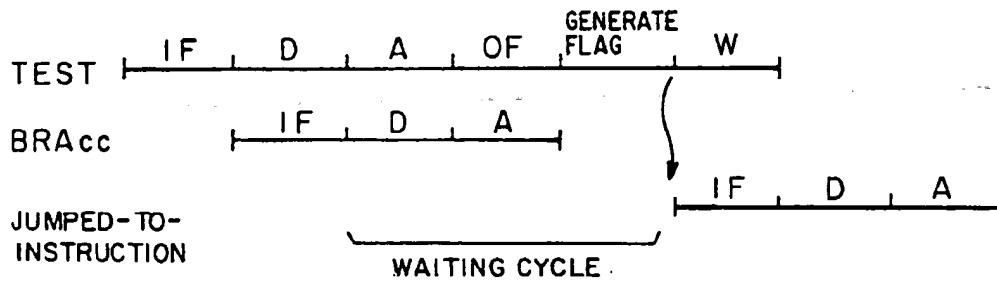 GENERATE
FLAG
IF D A OF W
TEST
IF D A
BRAcc
IF D A
JUMPED-TO-
INSTRUCTION
WAITING CYCLE